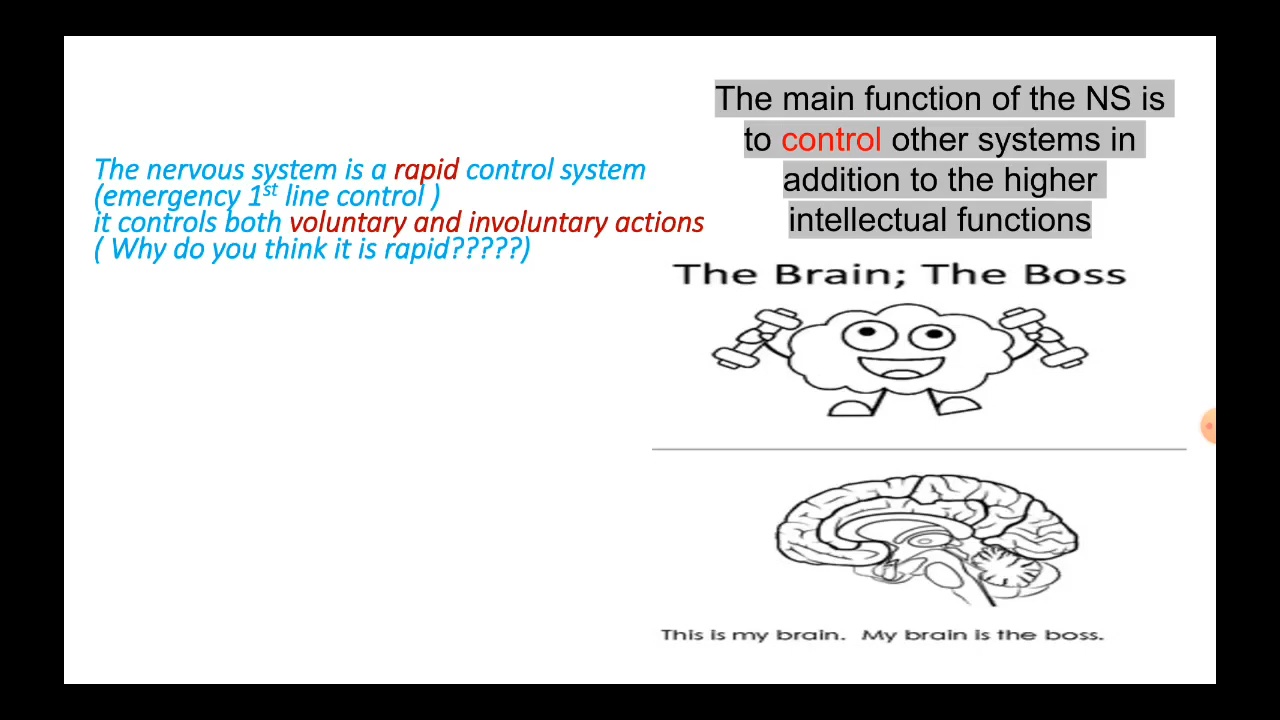 The nervous system is a rapid control system
(emergency 1st line control )
it controls both voluntary and involuntary actions
( Why do you think it is rapid?????)
The main function of the NS is
to control other systems in
addition to the higher
intellectual functions
The Brain; The Boss
This is my brain. My brain is the boss.